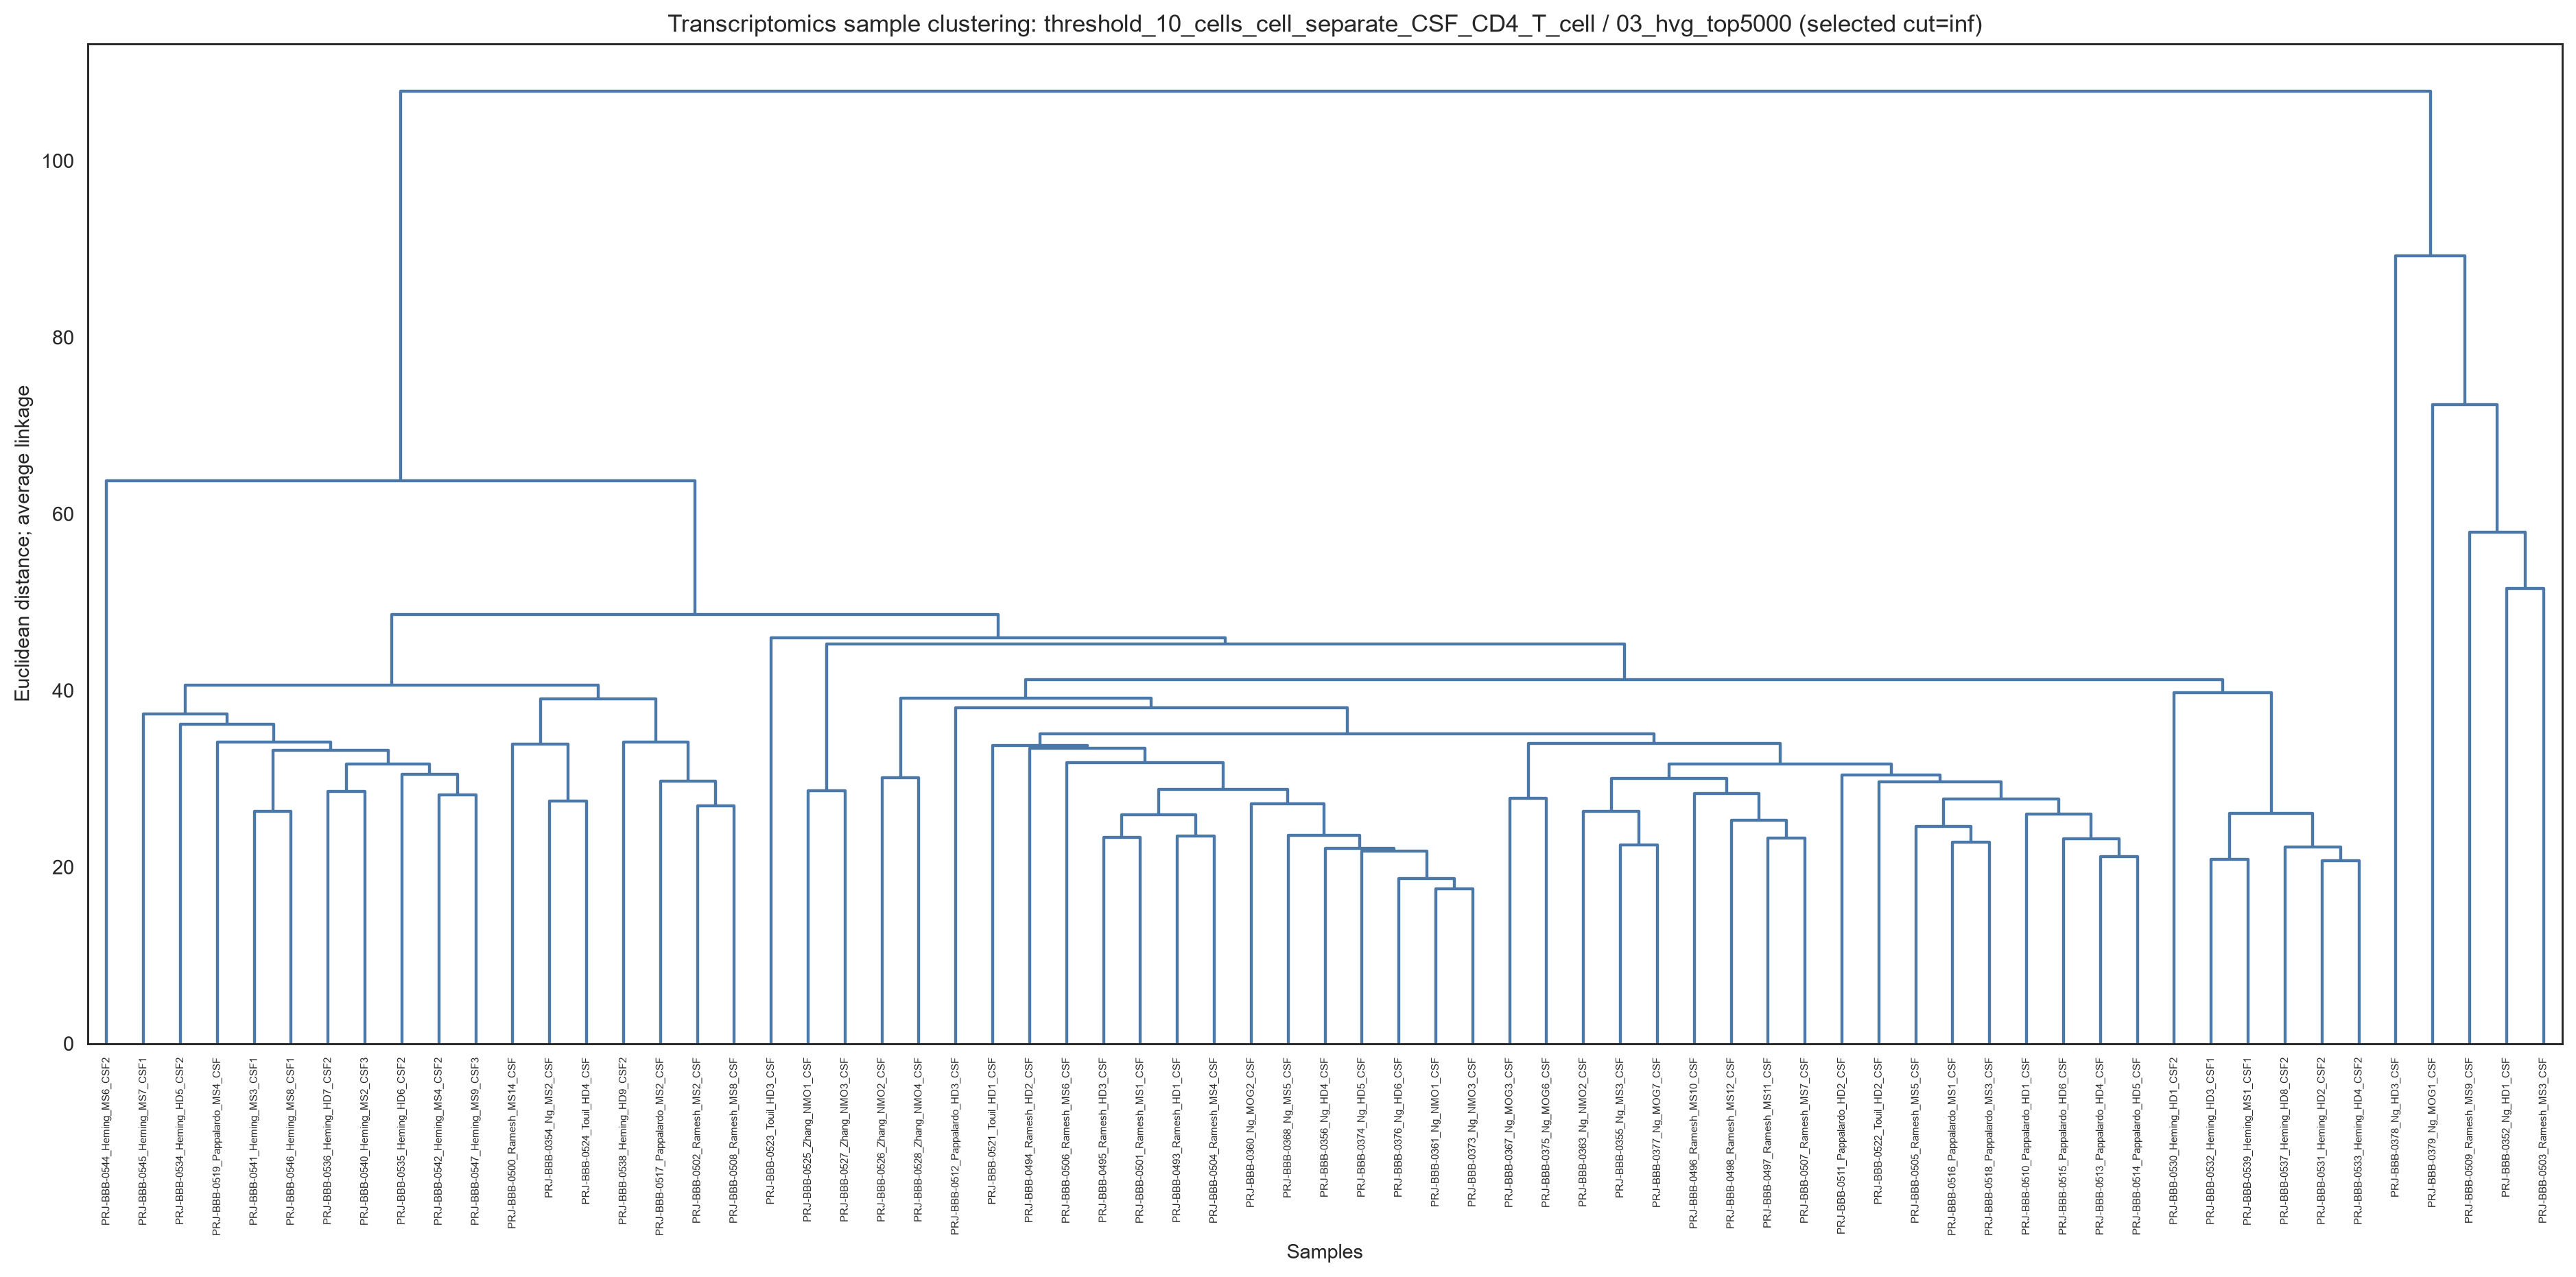 Transcriptomics sample clustering: threshold_10_cells_cell_separate_CSF_CD4_T_cell / 03_hvg_top5000 (selected cut=inf)
Euclidean distance; average linkage
100
80
60
40
20
0
PRJ-BBB-0544_Heming_MS6_CSF2
PRJ-BBB-0545_Heming_MS7_CSF1
PRJ-BBB-0534_Heming_HD5_CSF2
PRJ-BBB-0519_Pappalardo_MS4_CSF
PRJ-BBB-0541_Heming_MS3_CSF1
PRJ-BBB-0546_Heming_MS8_CSF1
PRJ-BBB-0536_Heming_HD7_CSF2
PRJ-BBB-0540_Heming_MS2_CSF3
PRJ-BBB-0535_Heming_HD6_CSF2
PRJ-BBB-0542_Heming_MS4_CSF2
PRJ-BBB-0547_Heming_MS9_CSF3
PRJ-BBB-0500_Ramesh_MS14_CSF
PRJ-BBB-0354_Ng_MS2_CSF
PRJ-BBB-0524_Touil_HD4_CSF
PRJ-BBB-0538_Heming_HD9_CSF2
PRJ-BBB-0517_Pappalardo_MS2_CSF
PRJ-BBB-0502_Ramesh_MS2_CSF
PRJ-BBB-0508_Ramesh_MS8_CSF
PRJ-BBB-0523_Touil_HD3_CSF
PRJ-BBB-0525_Zhang_NMO1_CSF
PRJ-BBB-0527_Zhang_NMO3_CSF
PRJ-BBB-0526_Zhang_NMO2_CSF
PRJ-BBB-0528_Zhang_NMO4_CSF
PRJ-BBB-0512_Pappalardo_HD3_CSF
PRJ-BBB-0521_Touil_HD1_CSF
PRJ-BBB-0494_Ramesh_HD2_CSF
PRJ-BBB-0506_Ramesh_MS6_CSF
PRJ-BBB-0495_Ramesh_HD3_CSF
PRJ-BBB-0501_Ramesh_MS1_CSF
PRJ-BBB-0493_Ramesh_HD1_CSF
PRJ-BBB-0504_Ramesh_MS4_CSF
PRJ-BBB-0360_Ng_MOG2_CSF
PRJ-BBB-0368_Ng_MS5_CSF
PRJ-BBB-0356_Ng_HD4_CSF
PRJ-BBB-0374_Ng_HD5_CSF
PRJ-BBB-0376_Ng_HD6_CSF
PRJ-BBB-0361_Ng_NMO1_CSF
PRJ-BBB-0373_Ng_NMO3_CSF
PRJ-BBB-0367_Ng_MOG3_CSF
PRJ-BBB-0375_Ng_MOG6_CSF
PRJ-BBB-0363_Ng_NMO2_CSF
PRJ-BBB-0355_Ng_MS3_CSF
PRJ-BBB-0377_Ng_MOG7_CSF
PRJ-BBB-0496_Ramesh_MS10_CSF
PRJ-BBB-0498_Ramesh_MS12_CSF
PRJ-BBB-0497_Ramesh_MS11_CSF
PRJ-BBB-0507_Ramesh_MS7_CSF
PRJ-BBB-0511_Pappalardo_HD2_CSF
PRJ-BBB-0522_Touil_HD2_CSF
PRJ-BBB-0505_Ramesh_MS5_CSF
PRJ-BBB-0516_Pappalardo_MS1_CSF
PRJ-BBB-0518_Pappalardo_MS3_CSF
PRJ-BBB-0510_Pappalardo_HD1_CSF
PRJ-BBB-0515_Pappalardo_HD6_CSF
PRJ-BBB-0513_Pappalardo_HD4_CSF
PRJ-BBB-0514_Pappalardo_HD5_CSF
PRJ-BBB-0530_Heming_HD1_CSF2
PRJ-BBB-0532_Heming_HD3_CSF1
PRJ-BBB-0539_Heming_MS1_CSF1
PRJ-BBB-0537_Heming_HD8_CSF2
PRJ-BBB-0531_Heming_HD2_CSF2
PRJ-BBB-0533_Heming_HD4_CSF2
PRJ-BBB-0378_Ng_HD3_CSF
PRJ-BBB-0379_Ng_MOG1_CSF
PRJ-BBB-0509_Ramesh_MS9_CSF
PRJ-BBB-0352_Ng_HD1_CSF
PRJ-BBB-0503_Ramesh_MS3_CSF
Samples